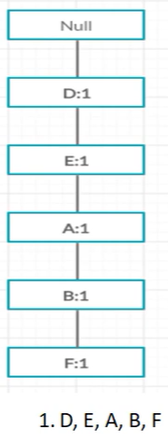 Null
D:1
E:1
A:1
B:1
F:1
1. D, E, A, B, F